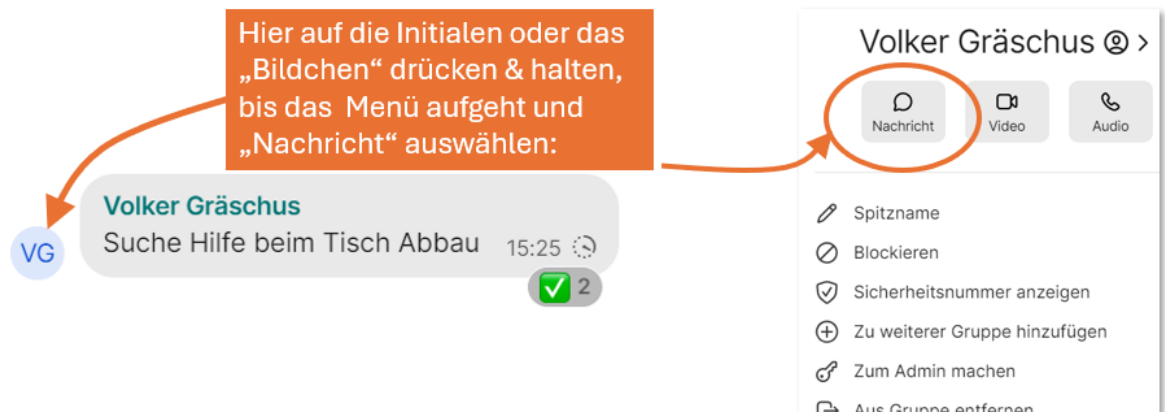 Hier auf die Initialen oder das
„Bildchen“ drücken & halten,
bis das Menü aufgeht und
„Nachricht“ auswählen:
VG
Volker Gräschus
Suche Hilfe beim Tisch Abbau 15:25
2
Volker Gräschus
Nachricht Video Audio
Spitzname
Blockieren
Sicherheitsnummer anzeigen
Zu weiterer Gruppe hinzufügen
Zum Admin machen
Aus Gruppe entfernen